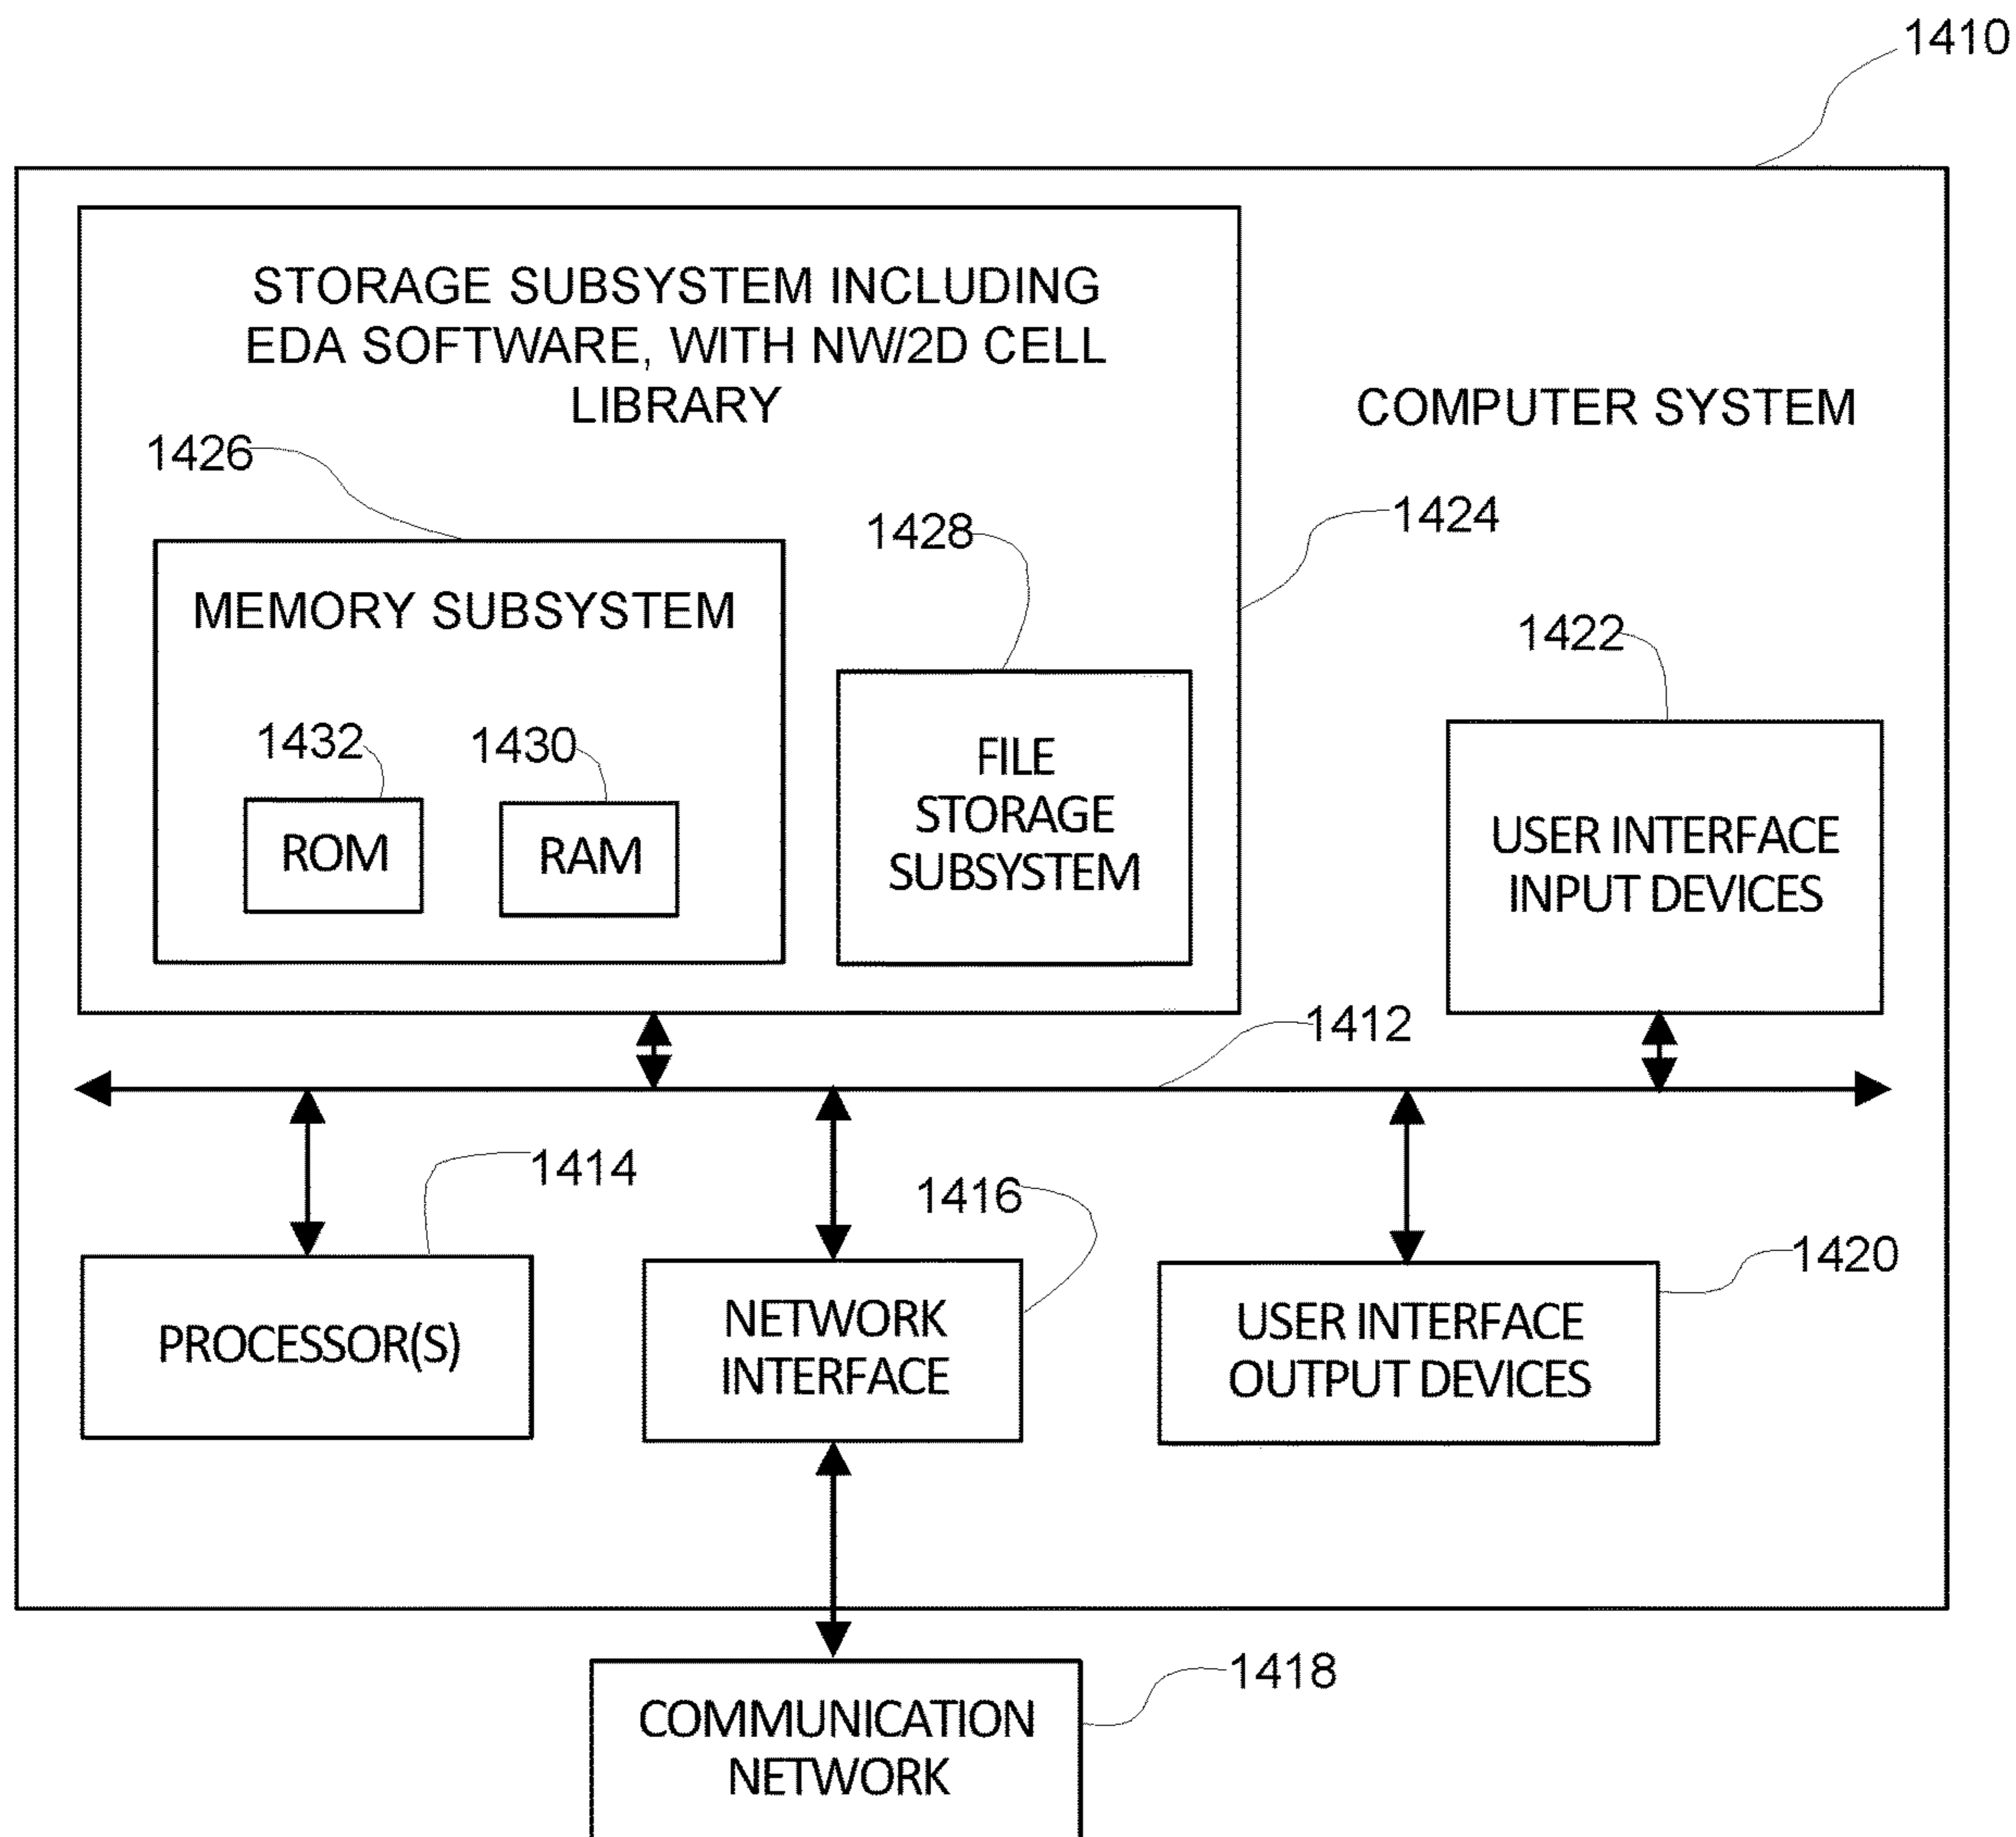 1410
STORAGE SUBSYSTEM INCLUDING
EDA SOFTWARE, WITH NW/2D CELL
LIBRARY
COMPUTER SYSTEM
1426
1424
1428
MEMORY SUBSYSTEM
1422
1432
1430
FILE
STORAGE
SUBSYSTEM
ROM
RAM
USER INTERFACE
INPUT DEVICES
1412
1414
1416
1420
PROCESSOR(S)
NETWORK
INTERFACE
USER INTERFACE
OUTPUT DEVICES
1418
COMMUNICATION
NETWORK